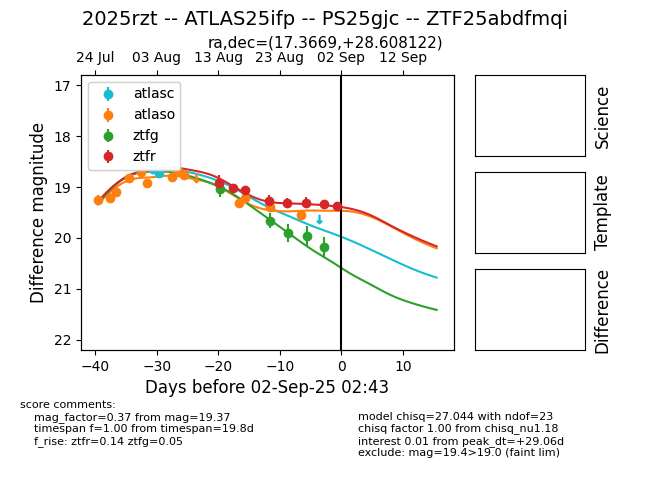 2025rzt -- ATLAS25ifp -- PS25gjc -- ZTF25abdfmqi
ra,dec=(17.3669,+28.608122)
24 Jul 03 Aug 13 Aug 23 Aug 02 Sep 12 Sep
17
18
19
20
21
22
Difference magnitude
atlasc
atlaso
ztfg
ztfr
−40 −30 −20 −10 0 10
Days before 02-Sep-25 02:43
Science
Template
Difference
score comments:
mag_factor=0.37 from mag=19.37
timespan f=1.00 from timespan=19.8d
f_rise: ztfr=0.14 ztfg=0.05
model chisq=27.044 with ndof=23
chisq factor 1.00 from chisq_nu1.18
interest 0.01 from peak_dt=+29.06d
exclude: mag=19.4>19.0 (faint lim)